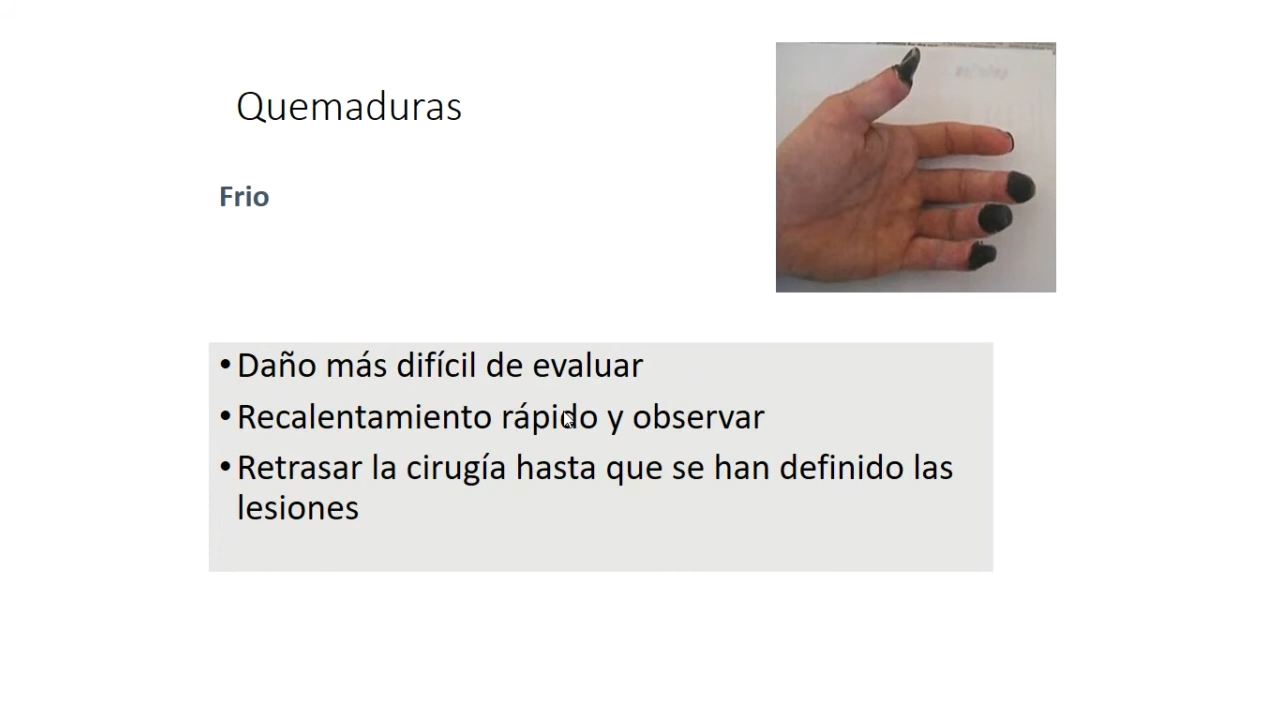 Quemaduras
Frio
• Daño más difícil de evaluar
• Recalentamiento rápido y observar
• Retrasar la cirugía hasta que se han definido las
lesiones